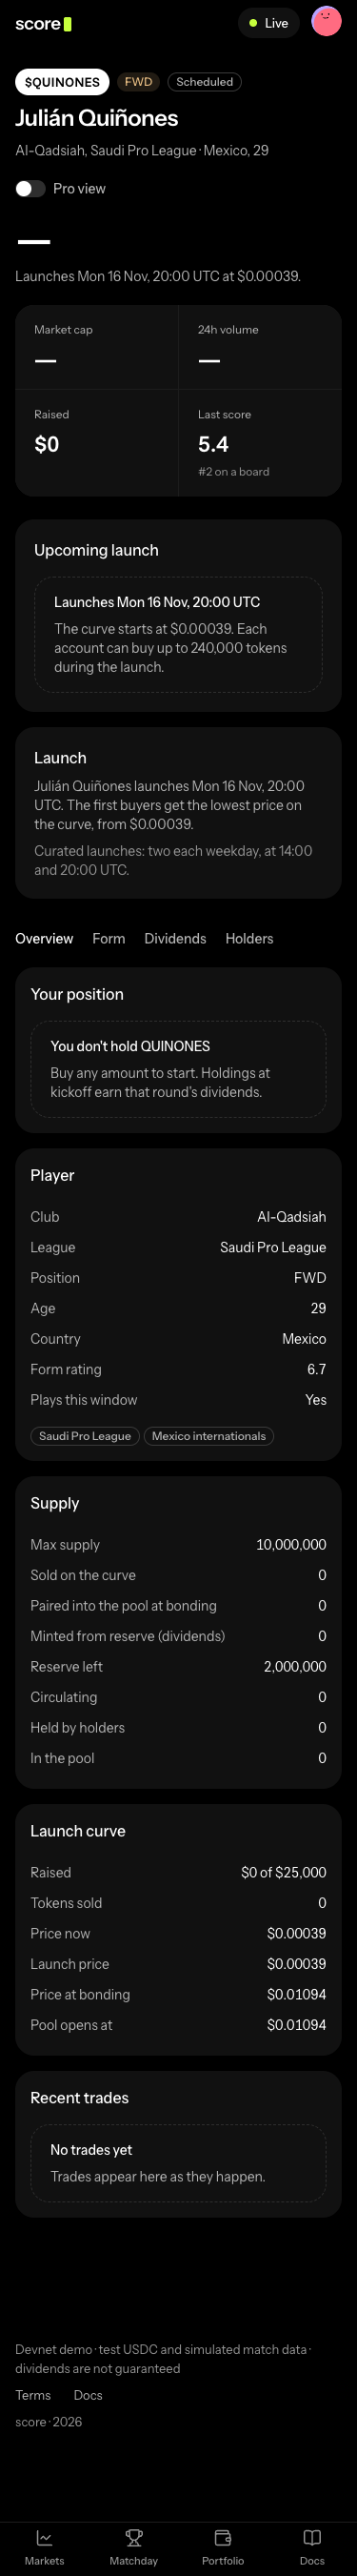 score
Live
$QUINONES FWD Scheduled
Julián Quiñones
Al-Qadsiah, Saudi Pro League · Mexico, 29
Pro view
—
Launches Mon 16 Nov, 20:00 UTC at $0.00039.
Market cap
—
24h volume
—
Raised
$0
Last score
5.4
#2 on a board
Upcoming launch
Launches Mon 16 Nov, 20:00 UTC
The curve starts at $0.00039. Each
account can buy up to 240,000 tokens
during the launch.
Launch
Julián Quiñones launches Mon 16 Nov, 20:00
UTC. The first buyers get the lowest price on
the curve, from $0.00039.
Curated launches: two each weekday, at 14:00
and 20:00 UTC.
Overview Form Dividends Holders
Your position
You don't hold QUINONES
Buy any amount to start. Holdings at
kickoff earn that round's dividends.
Player
Club Al-Qadsiah
League Saudi Pro League
Position FWD
Age 29
Country Mexico
Form rating 6.7
Plays this window Yes
Saudi Pro League Mexico internationals
Supply
Max supply 10,000,000
Sold on the curve 0
Paired into the pool at bonding 0
Minted from reserve (dividends) 0
Reserve left 2,000,000
Circulating 0
Held by holders 0
In the pool 0
Launch curve
Raised $0 of $25,000
Tokens sold 0
Price now $0.00039
Launch price $0.00039
Price at bonding $0.01094
Pool opens at $0.01094
Recent trades
No trades yet
Trades appear here as they happen.
Devnet demo · test USDC and simulated match data ·
dividends are not guaranteed
Terms Docs
score · 2026
Markets Matchday Portfolio Docs